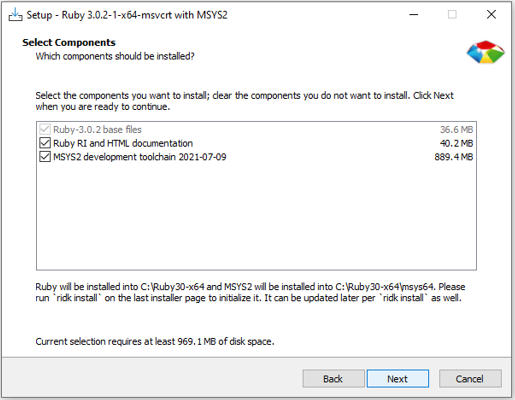 Setup - Ruby 3.0.2-1-x64-msvcrt with MSYS2
Select Components
Which components should be installed?
Select the components you want to install; clear the components you do not want to install. Click Next
when you are ready to continue.
Ruby-3.0.2 base files 36.6 MB
Ruby RI and HTML documentation 40.2 MB
MSYS2 development toolchain 2021-07-09 889.4 MB
Ruby will be installed into C:\Ruby30-x64 and MSYS2 will be installed into C:\Ruby30-x64\msys64. Please
run `ridk install` on the last installer page to initialize it. It can be updated later per `ridk install` as well.
Current selection requires at least 969.1 MB of disk space.
Back Next Cancel